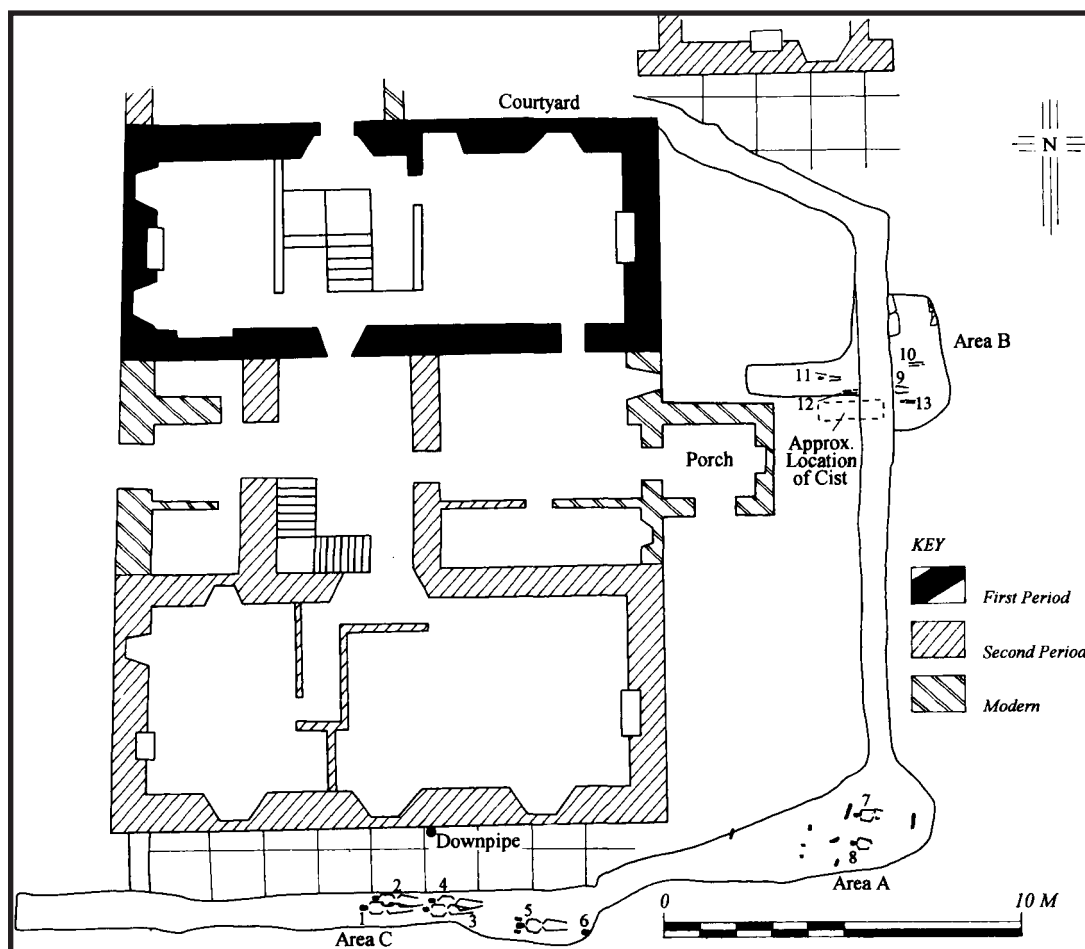 Courtyard
N
Area B
10
11
9
12
13
Approx.
Location
of Cist
Porch
KEY
First Period
Second Period
Modern
7
Downpipe
8
Area A
2
4
1
3
5
6
Area C
0
10 M